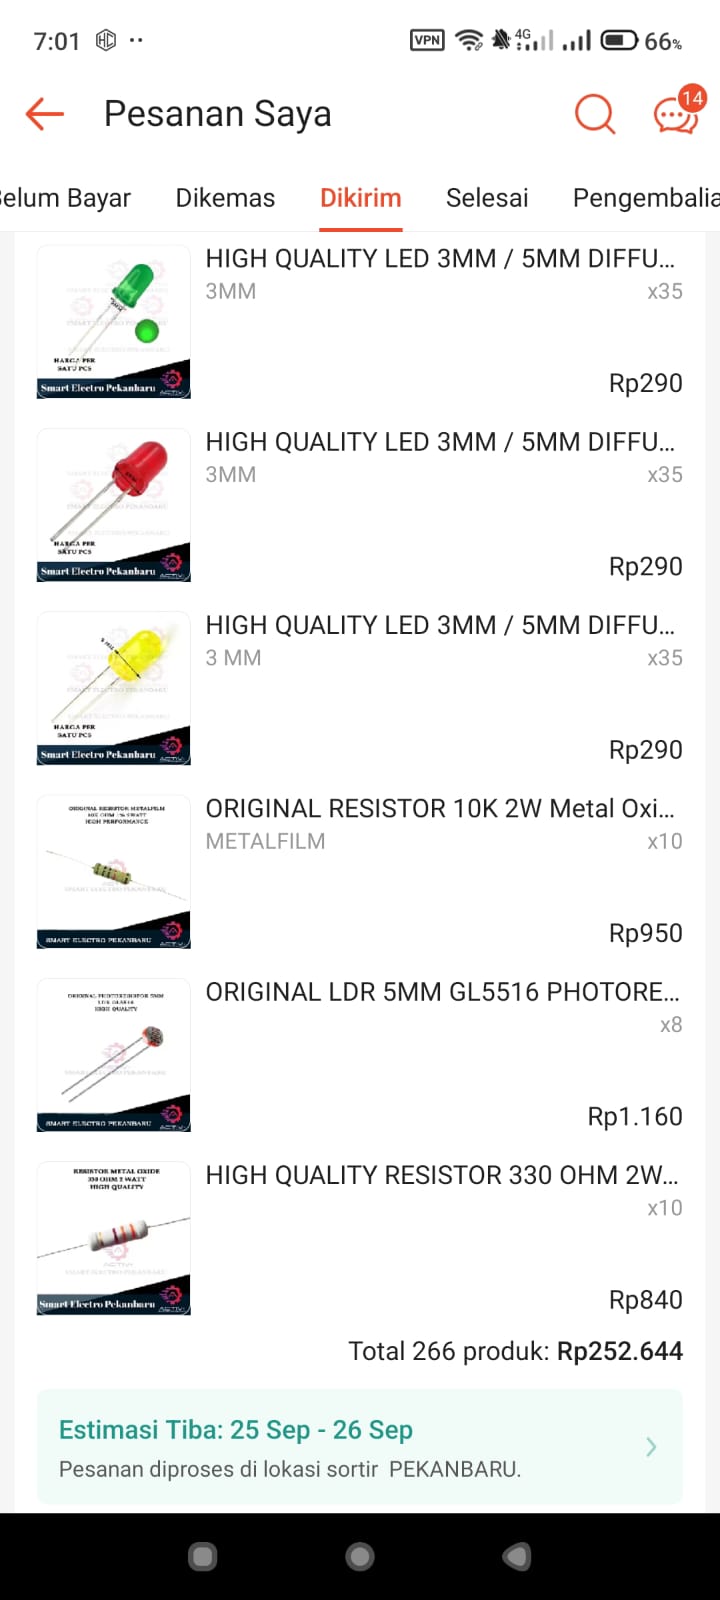 7:01
VPN
4G
66%
Pesanan Saya
14
elum Bayar Dikemas Dikirim Selesai Pengembalia
HIGH QUALITY LED 3MM / 5MM DIFFU...
3MM x35
HARGA PER
SATU PCS
Smart Electro Pekanbaru
Rp290
HIGH QUALITY LED 3MM / 5MM DIFFU...
3MM x35
HARGA PER
SATU PCS
Smart Electro Pekanbaru
Rp290
HIGH QUALITY LED 3MM / 5MM DIFFU...
3 MM x35
HARGA PER
SATU PCS
Smart Electro Pekanbaru
Rp290
ORIGINAL RESISTOR 10K 2W Metal Oxi...
METALFILM x10
ORIGINAL RESISTOR METALFILM
HIGH PERFORMANCE
SMART ELECTRO PEKANBARU
Rp950
ORIGINAL LDR 5MM GL5516 PHOTORE...
x8
ORIGINAL PHOTORESISTOR 5MM
LDR GL5516
HIGH QUALITY
SMART ELECTRO PEKANBARU
Rp1.160
HIGH QUALITY RESISTOR 330 OHM 2W...
x10
RESISTOR METAL OXIDE
330 OHM 2 WATT
HIGH QUALITY
Smart Electro Pekanbaru
Rp840
Total 266 produk: Rp252.644
Estimasi Tiba: 25 Sep - 26 Sep
Pesanan diproses di lokasi sortir PEKANBARU.